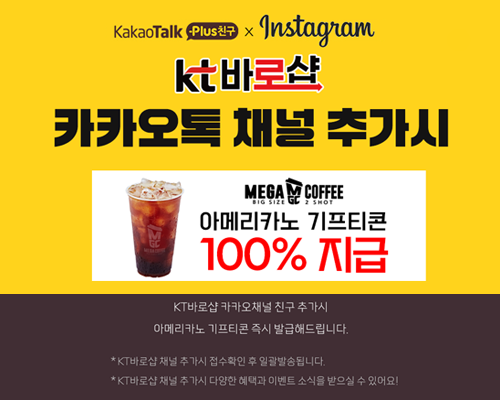 KakaoTalk Plus친구 × Instagram
kt바로샵
카카오톡 채널 추가시
MEGA MGC COFFEE
BIG SIZE 2 SHOT
아메리카노 기프티콘
100% 지급
KT바로샵 카카오채널 친구 추가시
아메리카노 기프티콘 즉시 발급해드립니다.
*KT바로샵 채널 추가시 접수확인 후 일괄발송됩니다.
*KT바로샵 채널 추가시 다양한 혜택과 이벤트 소식을 받으실 수 있어요!